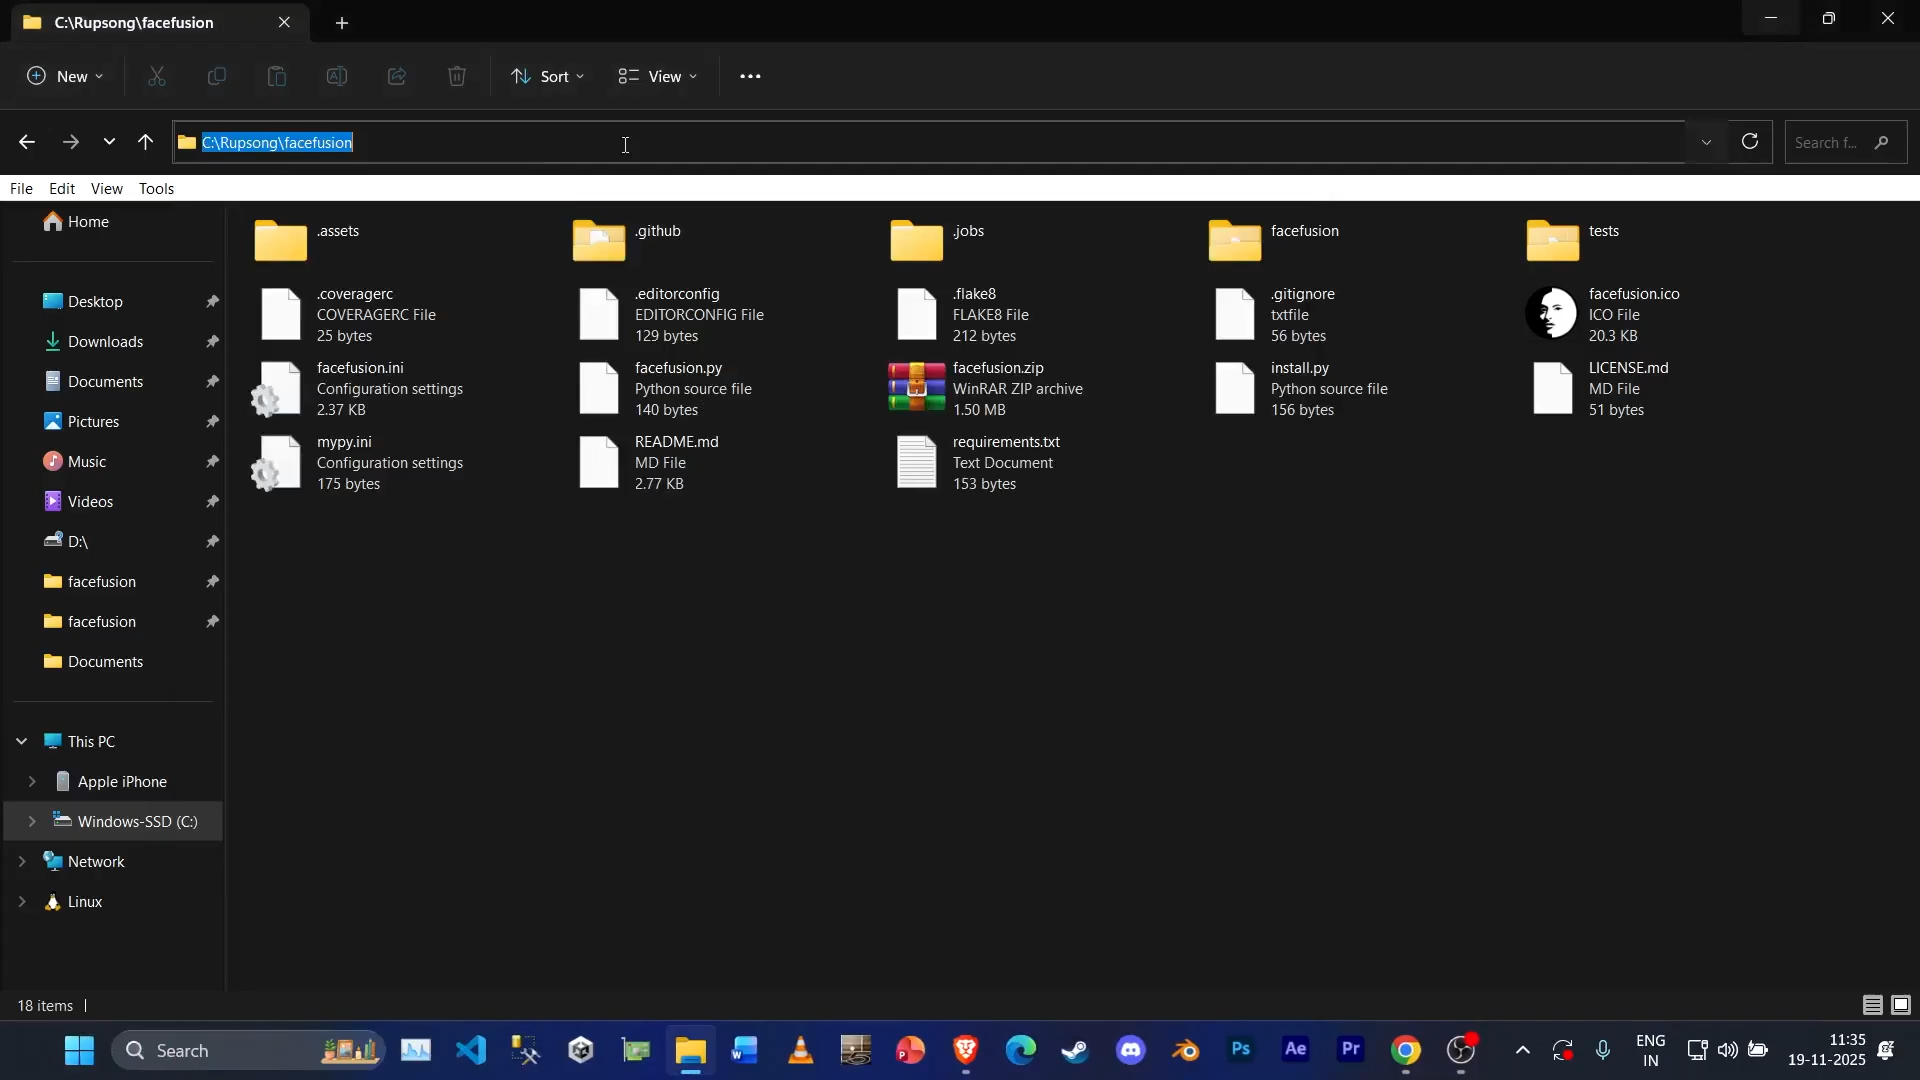 C:\Rupsong\facefusion
New
Sort
View
C:\Rupsong\facefusion
Search f...
File Edit View Tools
Home
Desktop
Downloads
Documents
Pictures
Music
Videos
D:\
facefusion
facefusion
Documents
This PC
Apple iPhone
Windows-SSD (C:)
Network
Linux
.assets
.github
.jobs
facefusion
tests
.coveragerc
COVERAGERC File
25 bytes
.editorconfig
EDITORCONFIG File
129 bytes
.flake8
FLAKE8 File
212 bytes
.gitignore
txtfile
56 bytes
facefusion.ico
ICO File
20.3 KB
facefusion.ini
Configuration settings
2.37 KB
facefusion.py
Python source file
140 bytes
facefusion.zip
WinRAR ZIP archive
1.50 MB
install.py
Python source file
156 bytes
LICENSE.md
MD File
51 bytes
mypy.ini
Configuration settings
175 bytes
README.md
MD File
2.77 KB
requirements.txt
Text Document
153 bytes
18 items
Search
W
P
Ps
Ae
Pr
ENG
IN
11:35
19-11-2025